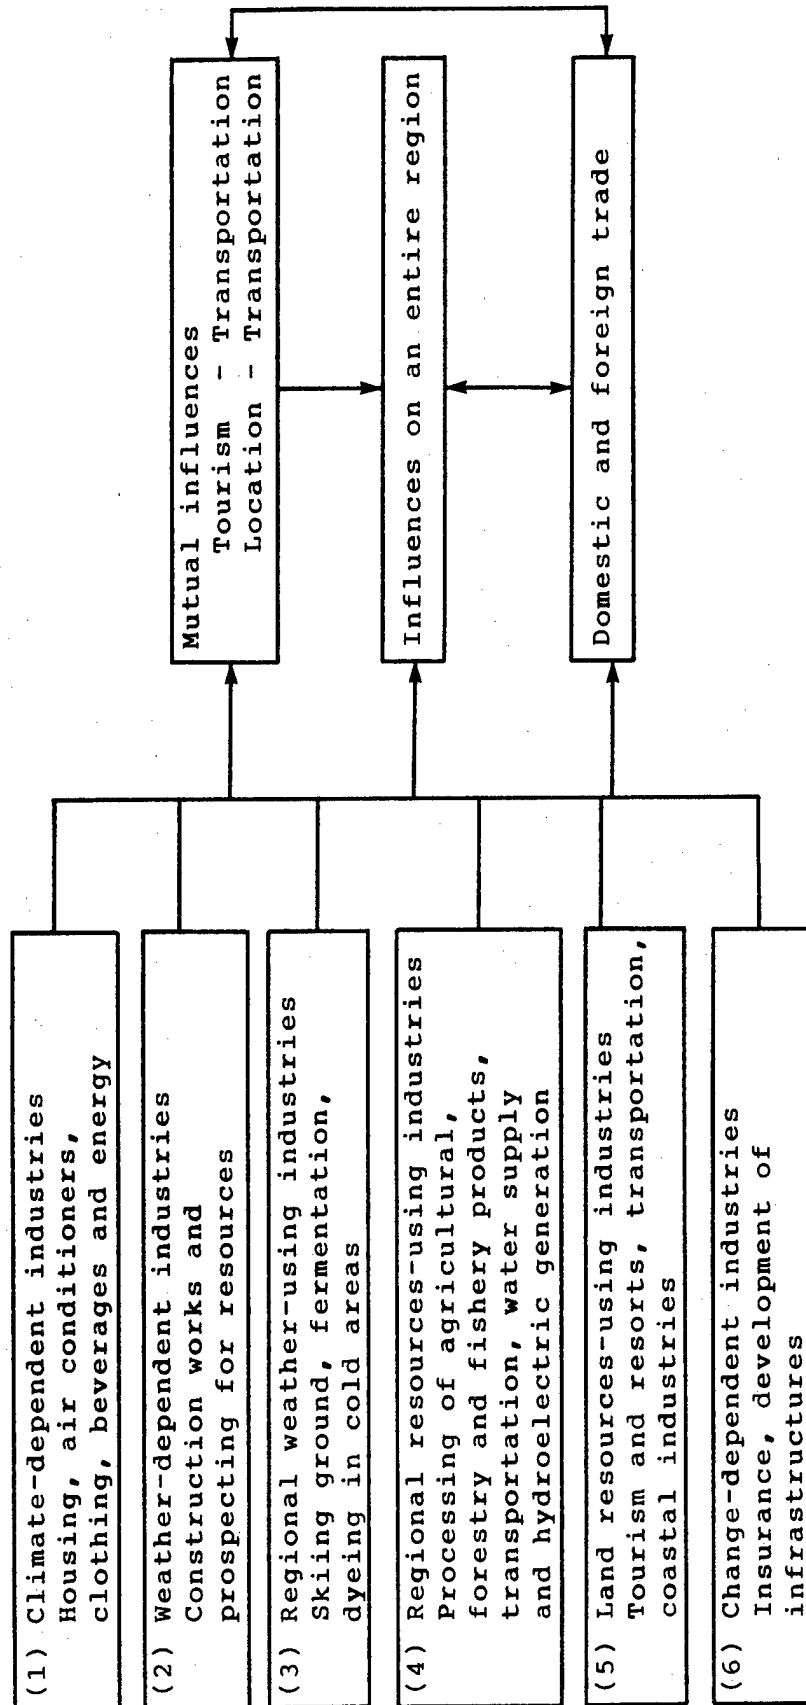 (1) Climate-dependent industries
Housing, air conditioners,
clothing, beverages and energy
(2) Weather-dependent industries
Construction works and
prospecting for resources
(3) Regional weather-using industries
Skiing ground, fermentation,
dyeing in cold areas
(4) Regional resources-using industries
Processing of agricultural,
forestry and fishery products,
transportation, water supply
and hydroelectric generation
(5) Land resources-using industries
Tourism and resorts, transportation,
coastal industries
(6) Change-dependent industries
Insurance, development of
infrastructures
Mutual influences
Tourism - Transportation
Location - Transportation
Influences on an entire region
Domestic and foreign trade